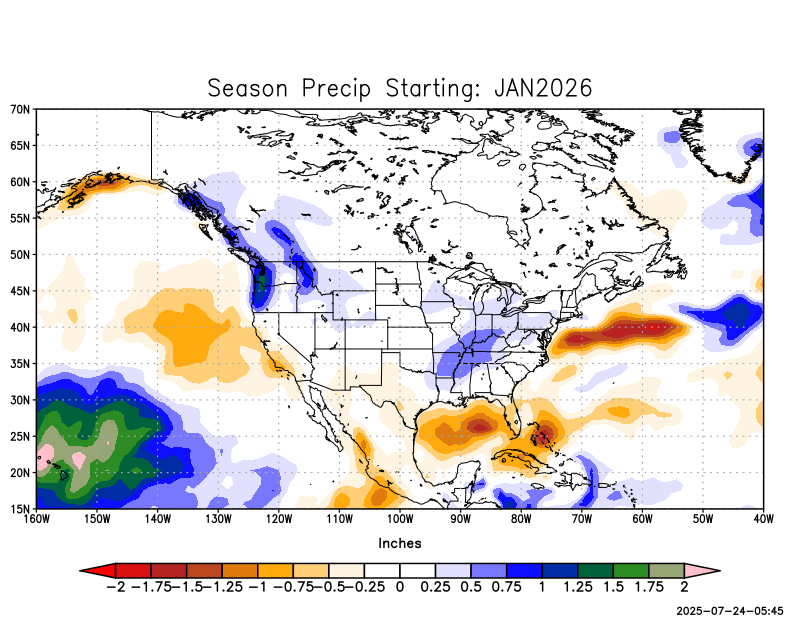 Season Precip Starting: JAN2026
70N
65N
60N
55N
50N
45N
40N
35N
30N
25N
20N
15N
160W 150W 140W 130W 120W 110W 100W 90W 80W 70W 60W 50W 40W
Inches
-2 -1.75 -1.5 -1.25 -1 -0.75 -0.5 -0.25 0 0.25 0.5 0.75 1 1.25 1.5 1.75 2
2025-07-24-05:45